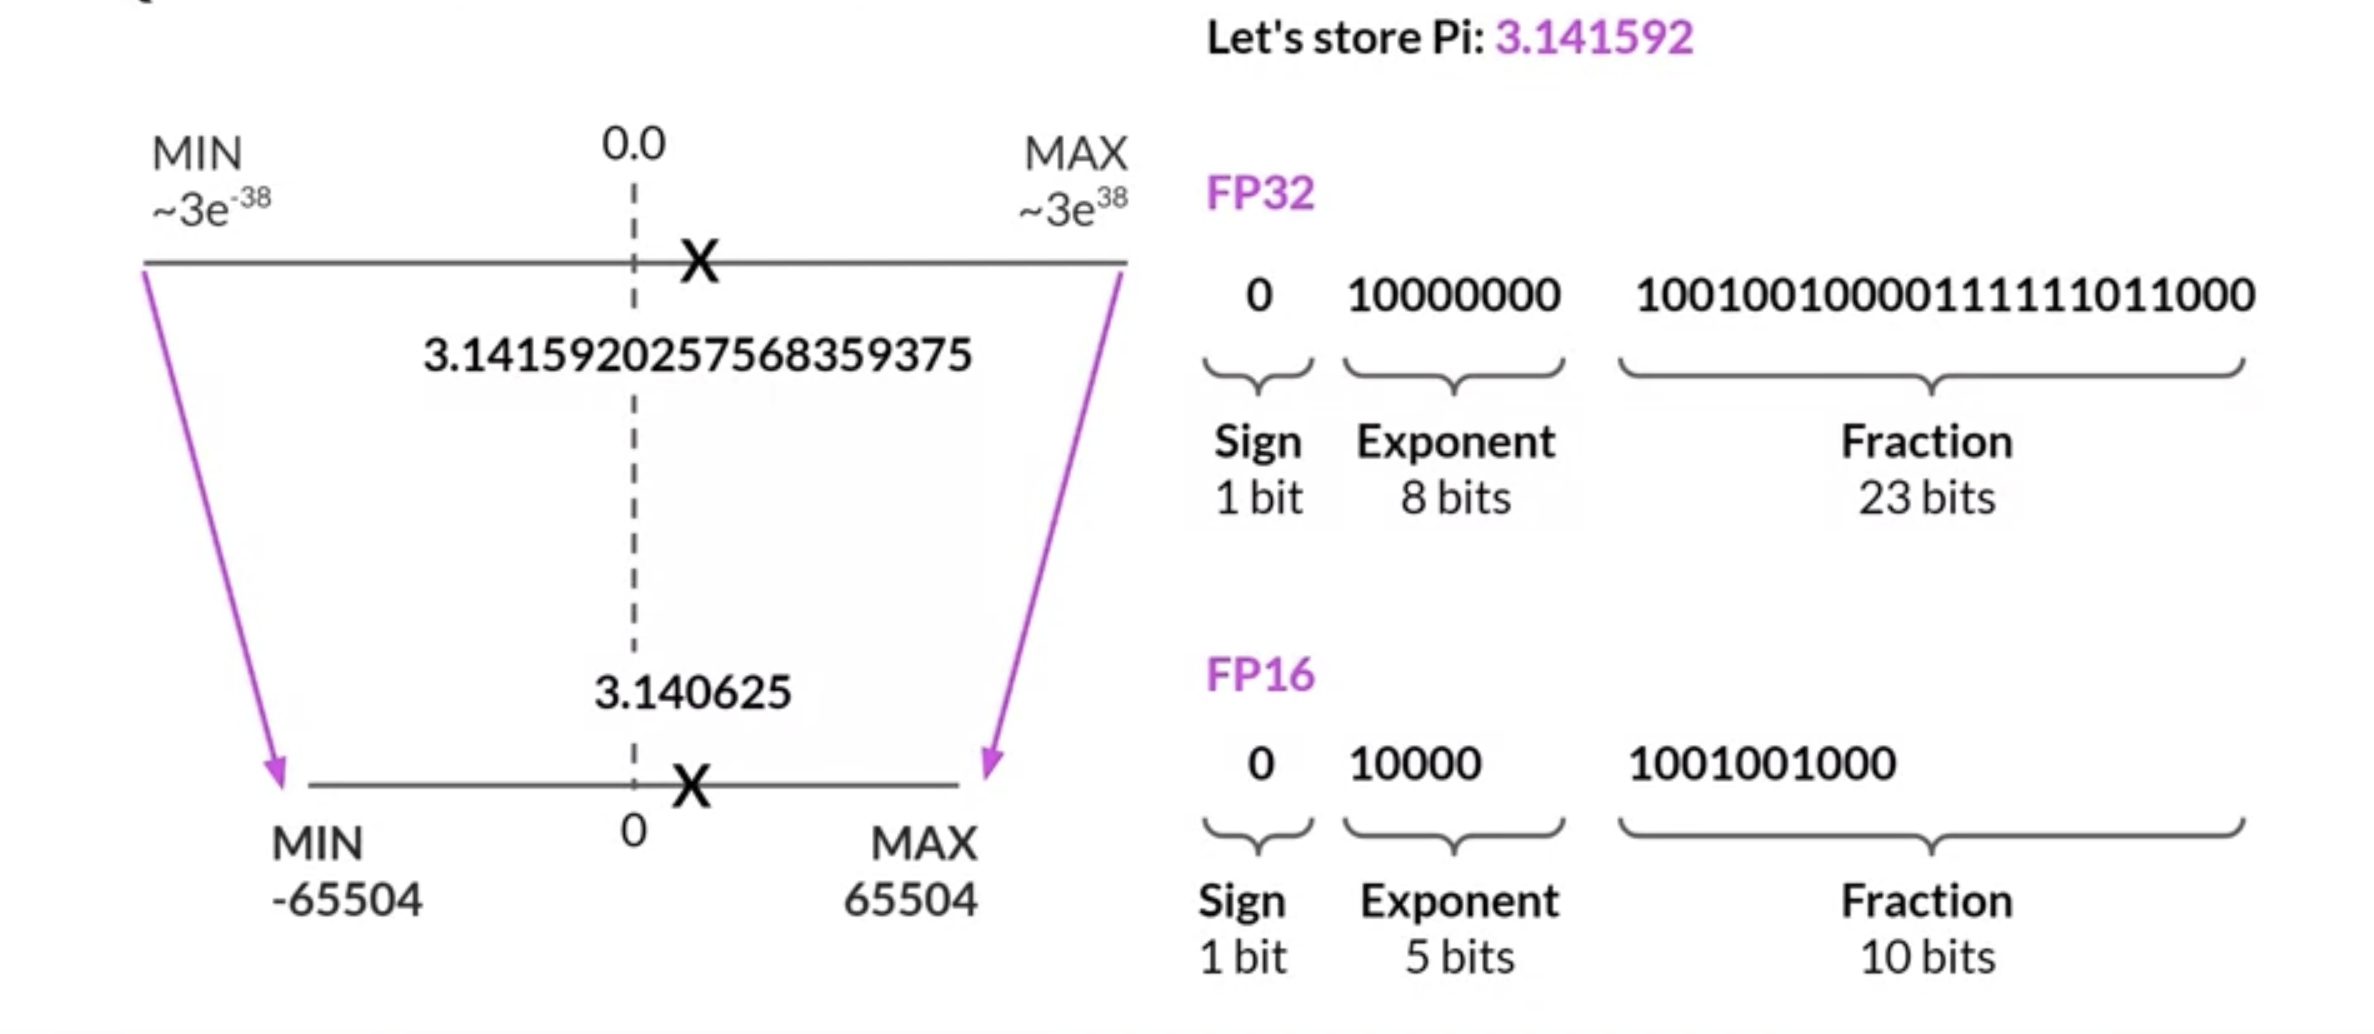 Let's store Pi: 3.141592
MIN
~3e-38
0.0
MAX
~3e38
X
3.1415920257568359375
3.140625
X
MIN
-65504
0
MAX
65504
FP32
0 10000000 10010010000111111011000
Sign Exponent Fraction
1 bit 8 bits 23 bits
FP16
0 10000 1001001000
Sign Exponent Fraction
1 bit 5 bits 10 bits